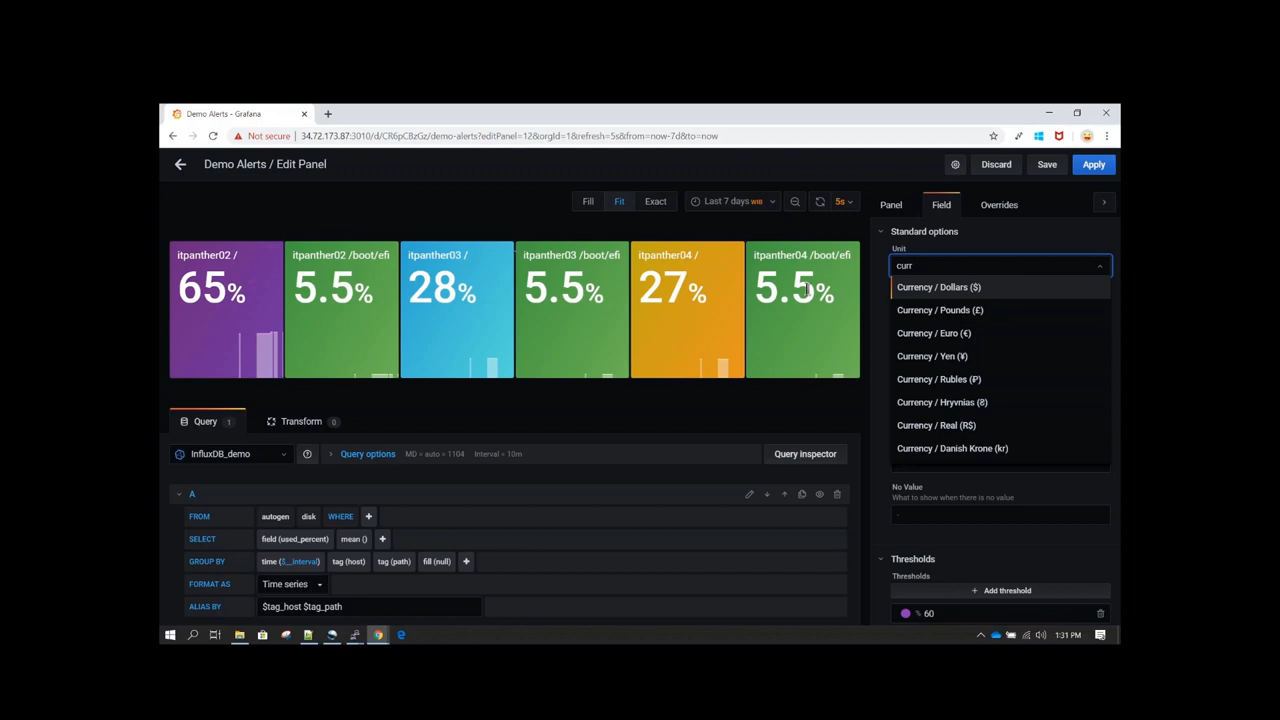 Demo Alerts - Grafana
Not secure 34.72.173.87:3010/d/CR6pCBzGz/demo-alerts?editPanel=12&orgId=1&refresh=5s&from=now-7d&to=now
Demo Alerts / Edit Panel
Discard Save Apply
Fill Fit Exact Last 7 days WIB 5s
Panel Field Overrides
Standard options
Unit
curr
Currency / Dollars ($)
Currency / Pounds (£)
Currency / Euro (€)
Currency / Yen (¥)
Currency / Rubles (₽)
Currency / Hryvnias (₴)
Currency / Real (R$)
Currency / Danish Krone (kr)
No Value
What to show when there is no value
-
Thresholds
Thresholds
+ Add threshold
% 60
itpanther02 /
65%
itpanther02 /boot/efi
5.5%
itpanther03 /
28%
itpanther03 /boot/efi
5.5%
itpanther04 /
27%
itpanther04 /boot/efi
5.5%
Query 1 Transform 0
InfluxDB_demo Query options MD = auto = 1104 Interval = 10m Query inspector
A
FROM autogen disk WHERE +
SELECT field (used_percent) mean () +
GROUP BY time ($__interval) tag (host) tag (path) fill (null) +
FORMAT AS Time series
ALIAS BY $tag_host $tag_path
1:31 PM